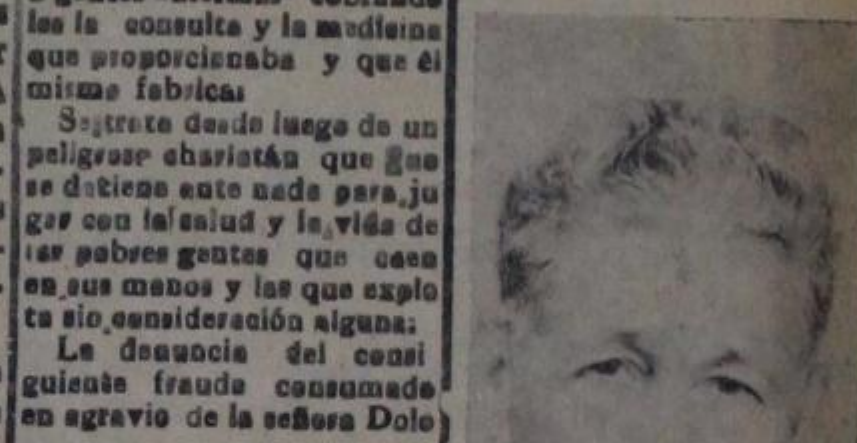 les la consulta y la medicina
que proporcionaba y que él
mismo fabrica:
Se trata desde luego de un
peligroso charlatán que
se detiene ante nada para ju
gar con la salud y la vida de
las pobres gentes que caen
en sus manos y las que explo
ta sin consideración alguna:
La denuncia del consi
guiente fraude consumado
en agravio de la señora Dolo